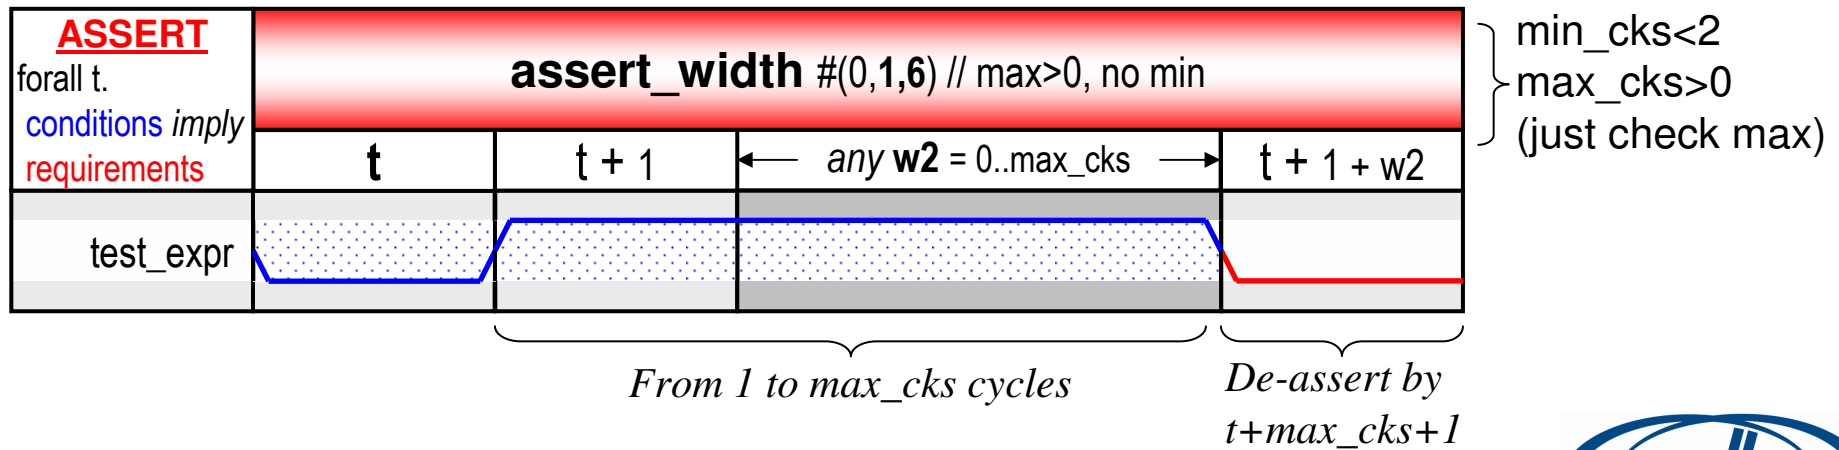 ASSERT
forall t.
conditions imply
requirements
assert_width #(0,1,6) // max>0, no min
t
t + 1
any w2 = 0..max_cks
t + 1 + w2
test_expr
min_cks<2
max_cks>0
(just check max)
From 1 to max_cks cycles
De-assert by
t+max_cks+1